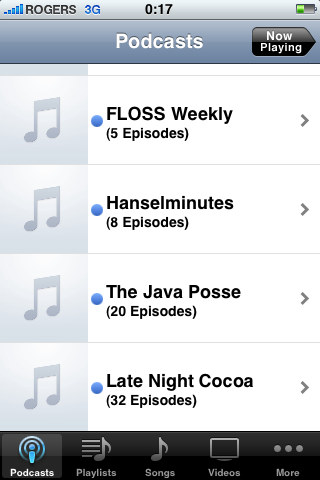 ROGERS 3G 0:17
Podcasts
Now
Playing
FLOSS Weekly
(5 Episodes)
Hanselminutes
(8 Episodes)
The Java Posse
(20 Episodes)
Late Night Cocoa
(32 Episodes)
Podcasts Playlists Songs Videos More